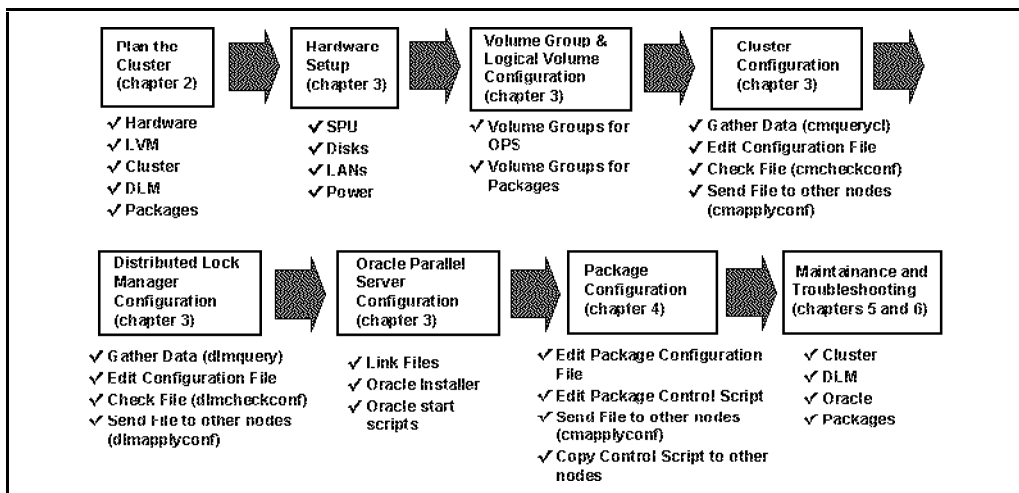 Plan the
Cluster
(chapter 2)
✓ Hardware
✓ LVM
✓ Cluster
✓ DLM
✓ Packages
Hardware
Setup
(chapter 3)
✓ SPU
✓ Disks
✓ LANs
✓ Power
Volume Group &
Logical Volume
Configuration
(chapter 3)
✓ Volume Groups for
OPS
✓ Volume Groups for
Packages
Cluster
Configuration
(chapter 3)
✓ Gather Data (cmquerycl)
✓ Edit Configuration File
✓ Check File (cmcheckconf)
✓ Send File to other nodes
(cmapplyconf)
Distributed Lock
Manager
Configuration
(chapter 3)
✓ Gather Data (dlmquery)
✓ Edit Configuration File
✓ Check File (dlmcheckconf)
✓ Send File to other nodes
(dlmapplyconf)
Oracle Parallel
Server
Configuration
(chapter 3)
✓ Link Files
✓ Oracle Installer
✓ Oracle start
scripts
Package
Configuration
(chapter 4)
✓ Edit Package Configuration
File
✓ Edit Package Control Script
✓ Send File to other nodes
(cmapplyconf)
✓ Copy Control Script to other
nodes
Maintainance and
Troubleshooting
(chapters 5 and 6)
✓ Cluster
✓ DLM
✓ Oracle
✓ Packages